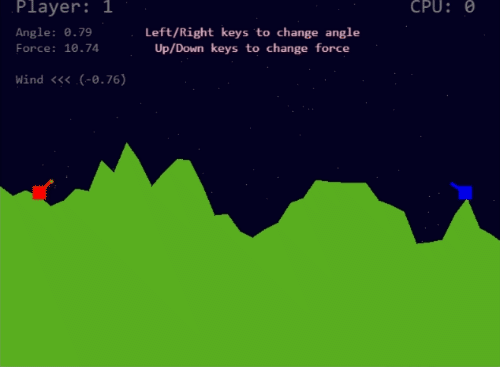 Player: 1 CPU: 0
Angle: 0.79 Left/Right keys to change angle
Force: 10.74 Up/Down keys to change force
Wind <<< (-0.76)